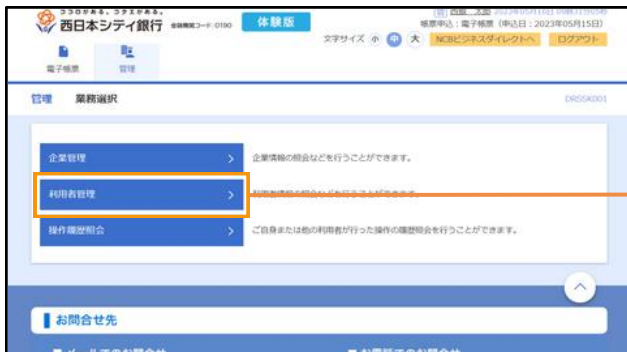 ココロがある。コタエがある。
西日本シティ銀行 金融機関コード:0190 体験版
帳票申込：電子帳票（申込日：2023年05月15日）
文字サイズ 小 中 大 NCBビジネスダイレクトへ ログアウト
電子帳票 管理
管理 業務選択 DRSSK001
企業管理 企業情報の照会などを行うことができます。
利用者管理
操作履歴照会 ご自身または他の利用者が行った操作の履歴照会を行うことができます。
お問合せ先